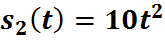 s₂(t) = 10t²